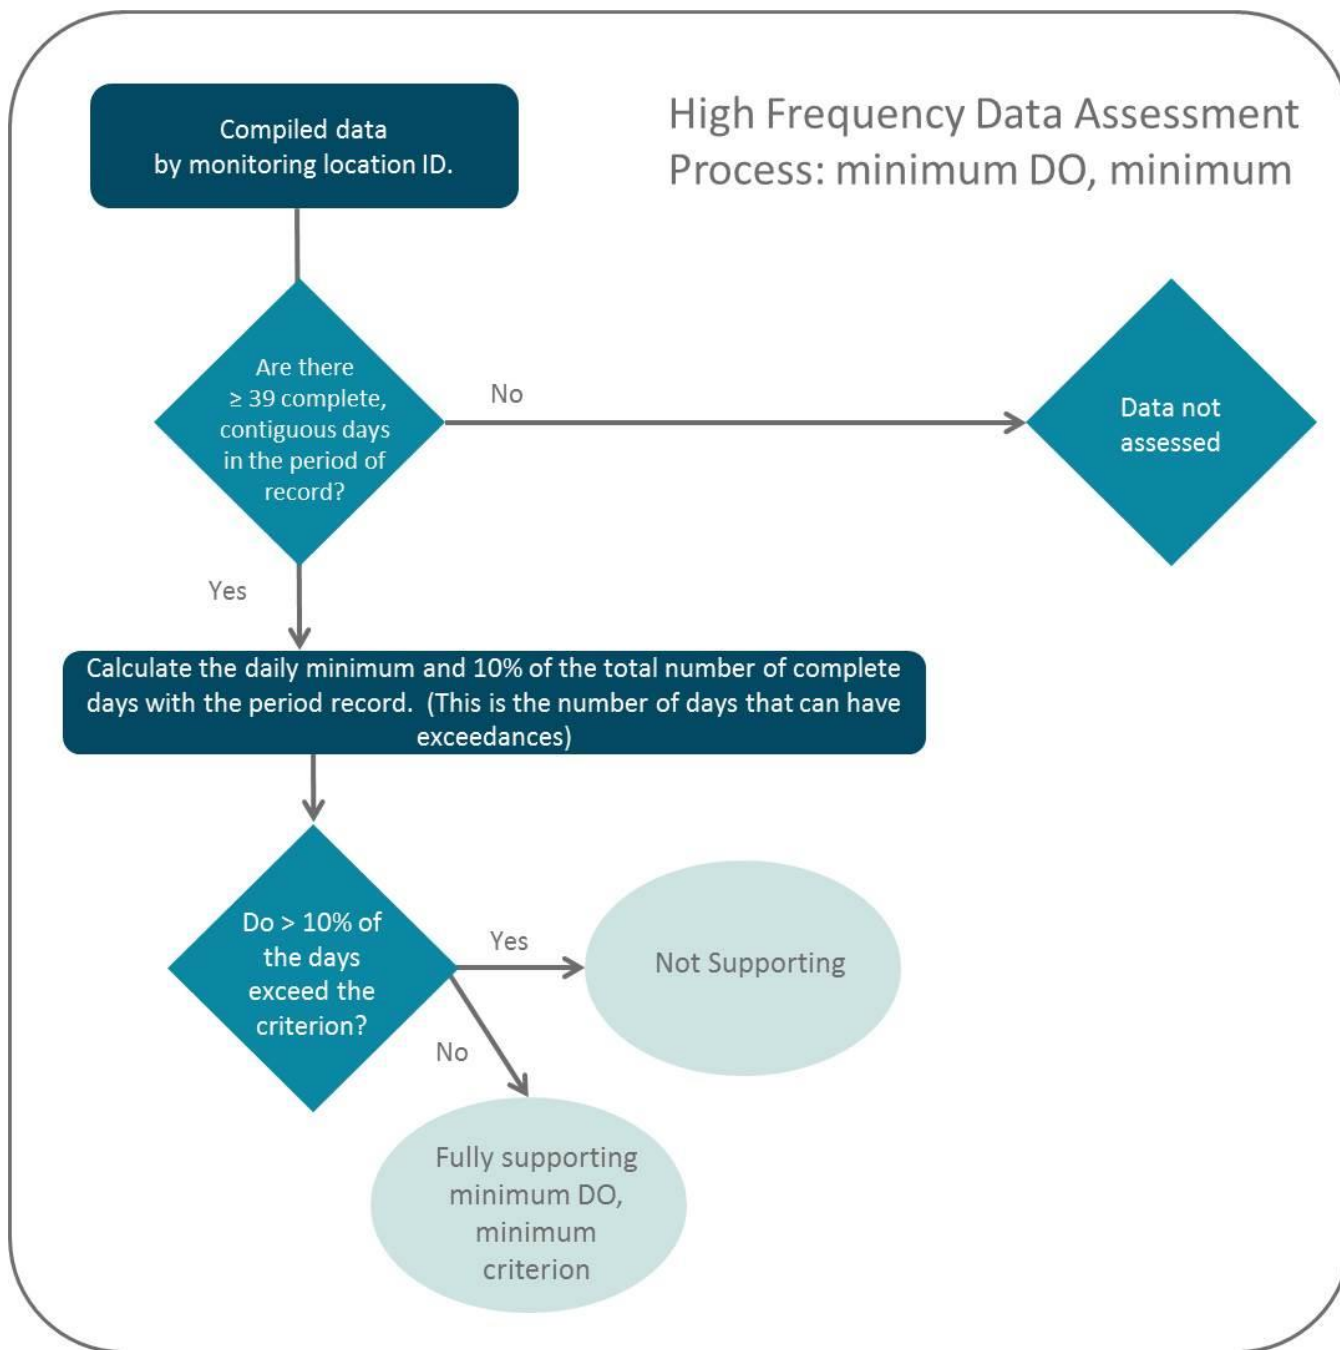 High Frequency Data Assessment
Process: minimum DO, minimum
Compiled data
by monitoring location ID.
Are there
≥ 39 complete,
contiguous days
in the period of
record?
No
Data not
assessed
Yes
Calculate the daily minimum and 10% of the total number of complete
days with the period record.  (This is the number of days that can have
exceedances)
Do > 10% of
the days
exceed the
criterion?
Yes
Not Supporting
No
Fully supporting
minimum DO,
minimum
criterion